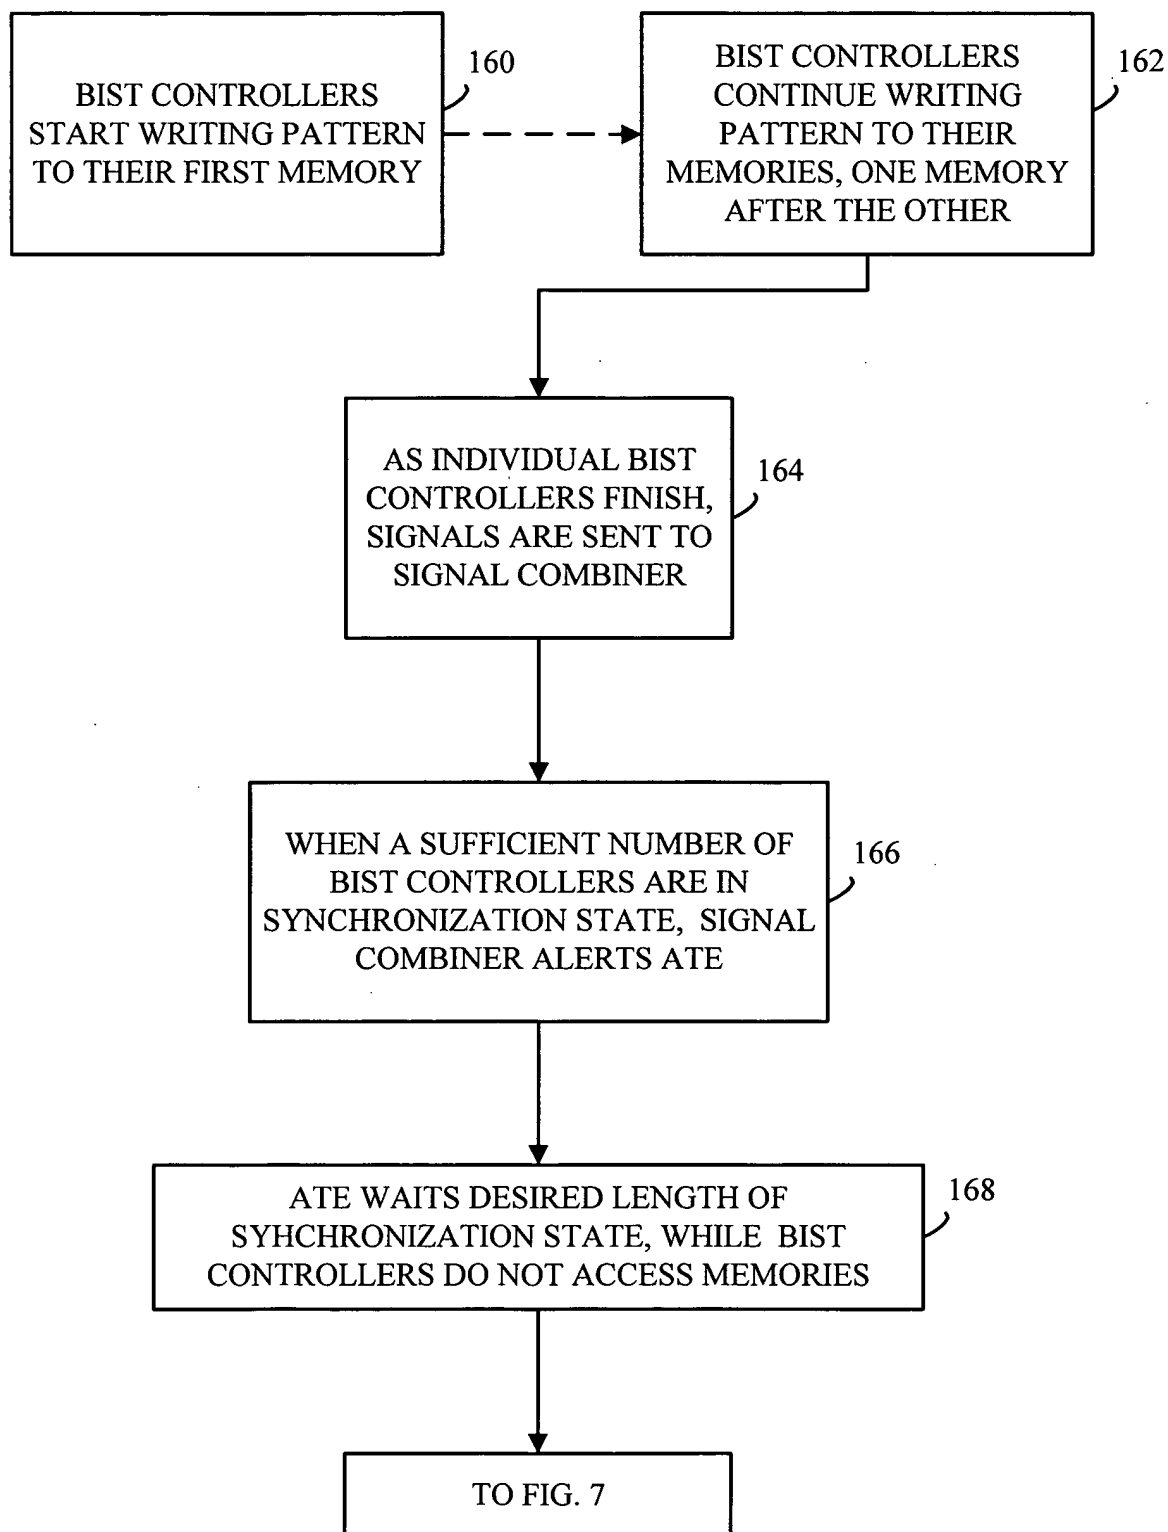 BIST CONTROLLERS
START WRITING PATTERN
TO THEIR FIRST MEMORY
160
BIST CONTROLLERS
CONTINUE WRITING
PATTERN TO THEIR
MEMORIES, ONE MEMORY
AFTER THE OTHER
162
AS INDIVIDUAL BIST
CONTROLLERS FINISH,
SIGNALS ARE SENT TO
SIGNAL COMBINER
164
WHEN A SUFFICIENT NUMBER OF
BIST CONTROLLERS ARE IN
SYNCHRONIZATION STATE, SIGNAL
COMBINER ALERTS ATE
166
ATE WAITS DESIRED LENGTH OF
SYHCHRONIZATION STATE, WHILE BIST
CONTROLLERS DO NOT ACCESS MEMORIES
168
TO FIG. 7